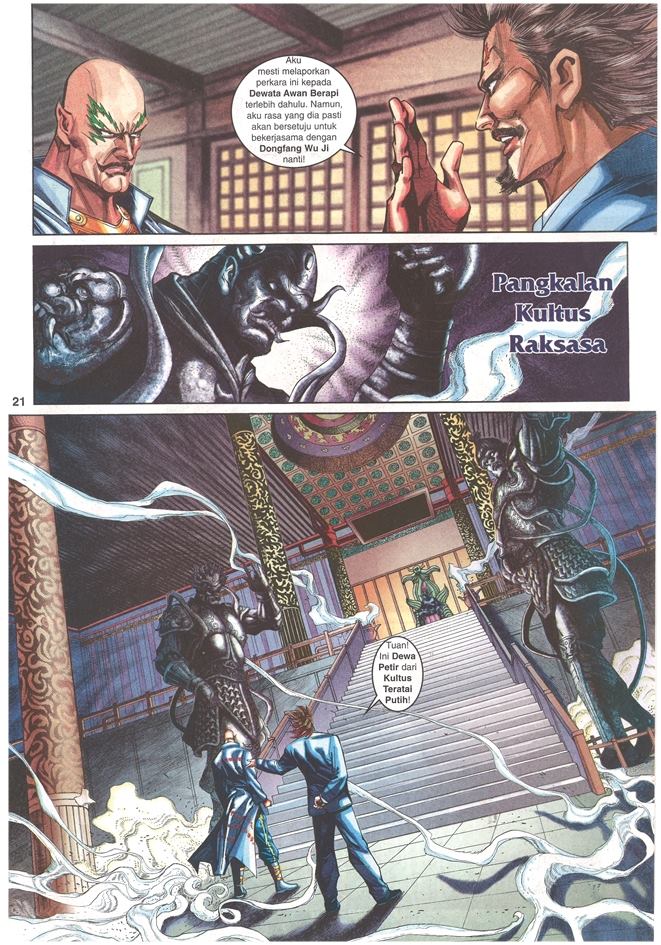 Aku
mesti melaporkan
perkara ini kepada
Dewata Awan Berapi
terlebih dahulu. Namun,
aku rasa yang dia pasti
akan bersetuju untuk
bekerjasama dengan
Dongfang Wu Ji
nanti!
Pangkalan
Kultus
Raksasa
21
Tuan!
Ini Dewa
Petir dari
Kultus
Teratai
Putih!